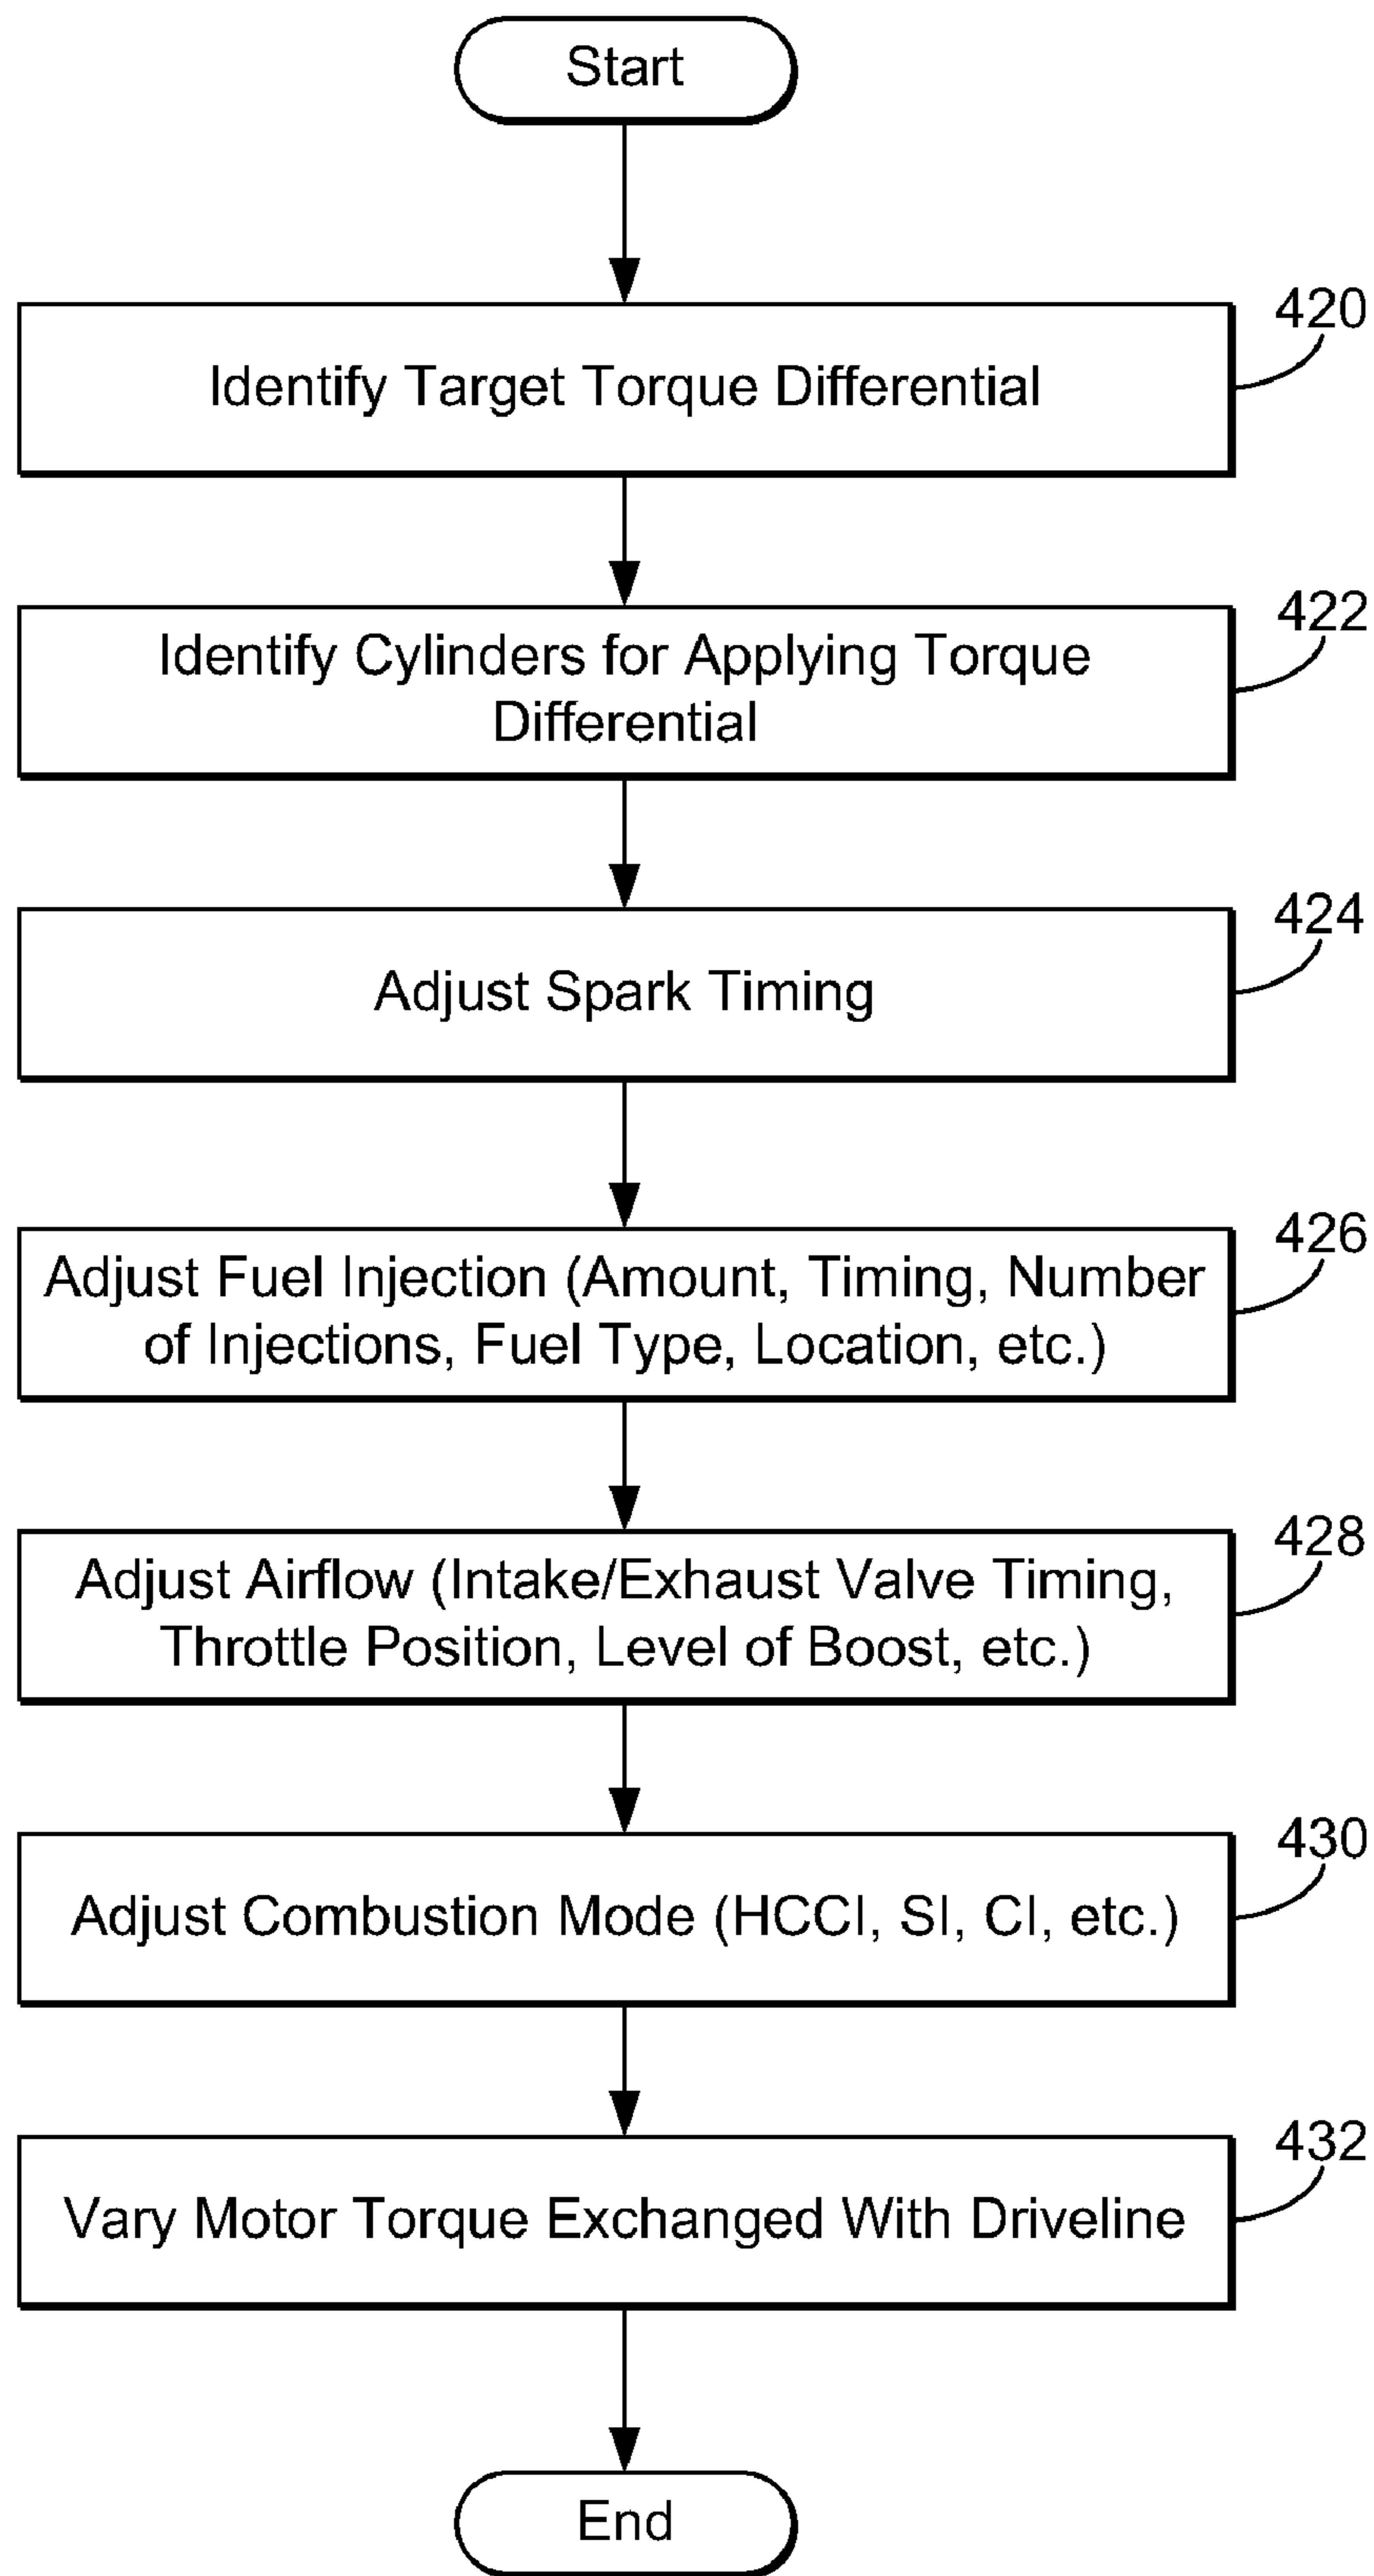 Start
420
Identify Target Torque Differential
422
Identify Cylinders for Applying Torque
Differential
424
Adjust Spark Timing
426
Adjust Fuel Injection (Amount, Timing, Number
of Injections, Fuel Type, Location, etc.)
428
Adjust Airflow (Intake/Exhaust Valve Timing,
Throttle Position, Level of Boost, etc.)
430
Adjust Combustion Mode (HCCI, SI, CI, etc.)
432
Vary Motor Torque Exchanged With Driveline
End